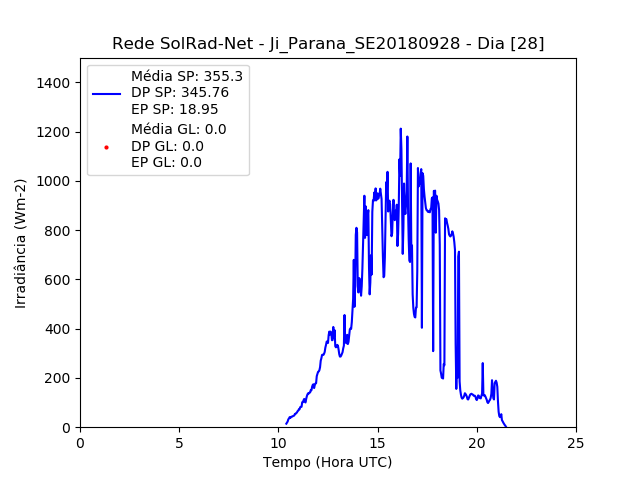 Rede SolRad-Net - Ji_Parana_SE20180928 - Dia [28]
Média SP: 355.3
DP SP: 345.76
EP SP: 18.95
Média GL: 0.0
DP GL: 0.0
EP GL: 0.0
1400
1200
1000
800
600
400
200
0
Irradiância (Wm-2)
0 5 10 15 20 25
Tempo (Hora UTC)